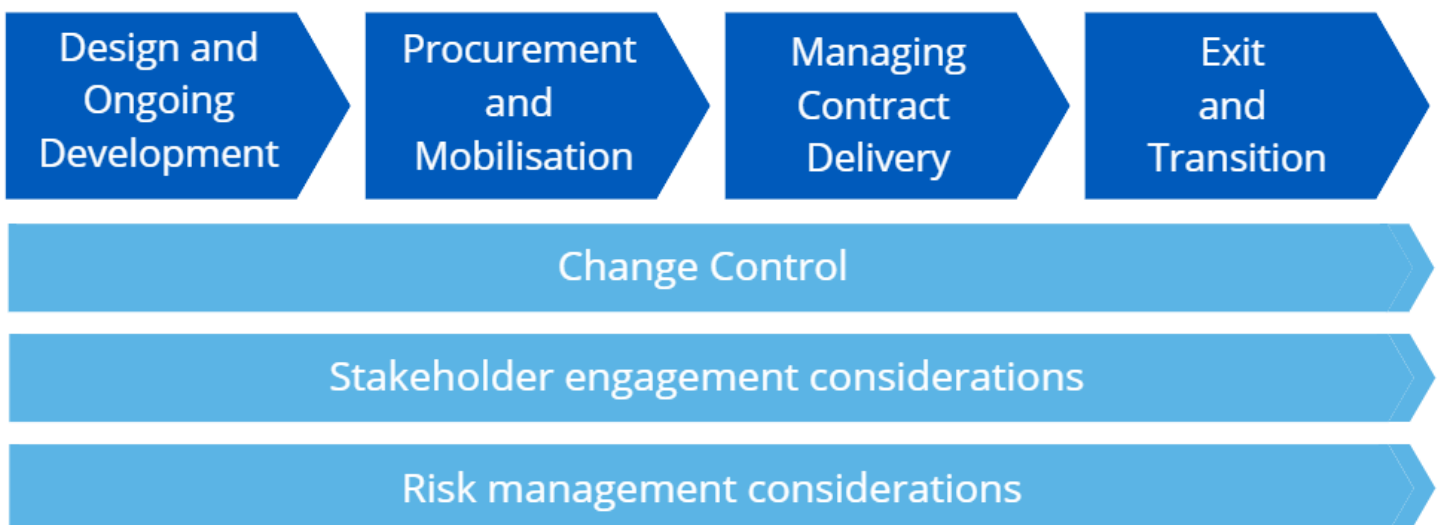 Design and
Ongoing
Development
Procurement
and
Mobilisation
Managing
Contract
Delivery
Exit
and
Transition
Change Control
Stakeholder engagement considerations
Risk management considerations